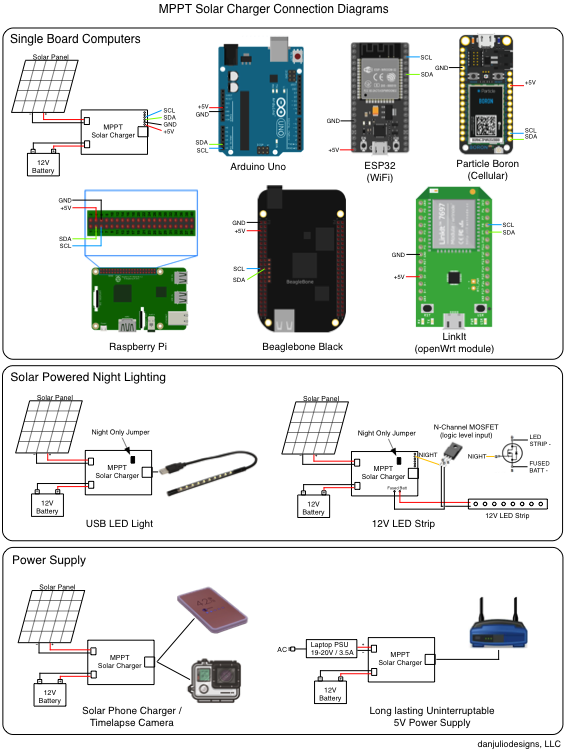 MPPT Solar Charger Connection Diagrams
Single Board Computers
Solar Panel
MPPT
Solar Charger
SCL
SDA
GND
+5V
12V
Battery
+5V
GND
SDA
SCL
Arduino Uno
SCL
SDA
GND
+5V
ESP32
(WiFi)
GND
+5V
SCL
SDA
BORON
Particle Boron
(Cellular)
GND
+5V
SDA
SCL
Raspberry Pi
GND
+5V
SCL
SDA
BeagleBone
Beaglebone Black
SCL
SDA
GND
+5V
LinkIt
(openWrt module)
Solar Powered Night Lighting
Solar Panel
Night Only Jumper
MPPT
Solar Charger
12V
Battery
USB LED Light
Solar Panel
Night Only Jumper
MPPT
Solar Charger
Fused Batt
12V
Battery
NIGHT
N-Channel MOSFET
(logic level input)
NIGHT
LED
STRIP -
FUSED
BATT -
12V LED Strip
12V LED Strip
Power Supply
Solar Panel
MPPT
Solar Charger
12V
Battery
Solar Phone Charger /
Timelapse Camera
AC
Laptop PSU
19-20V / 3.5A
MPPT
Solar Charger
12V
Battery
Long lasting Uninterruptable
5V Power Supply
danjuliodesigns, LLC